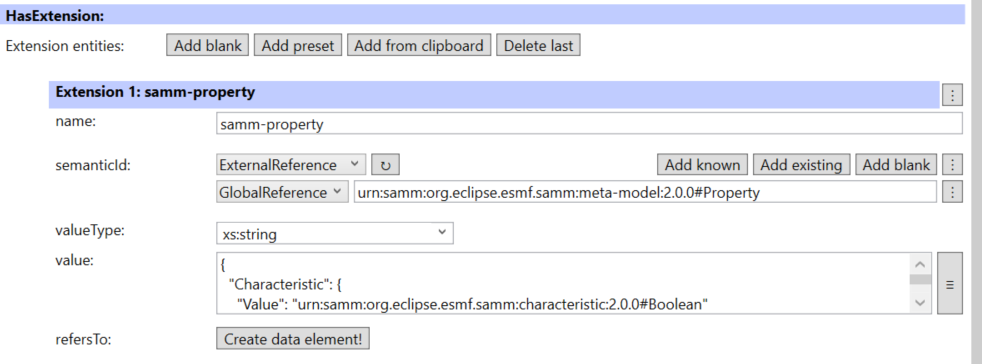 HasExtension:
Extension entities: Add blank Add preset Add from clipboard Delete last
Extension 1: samm-property ⋮
name: samm-property
semanticId: ExternalReference ↻ Add known Add existing Add blank ⋮
GlobalReference urn:samm:org.eclipse.esmf.samm:meta-model:2.0.0#Property ⋮
valueType: xs:string
value: {
"Characteristic": {
"Value": "urn:samm:org.eclipse.esmf.samm:characteristic:2.0.0#Boolean"
refersTo: Create data element!